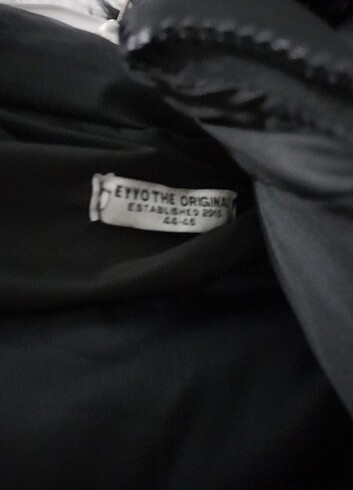 EYYO THE ORIGINAL
ESTABLISHED 2015
44-46